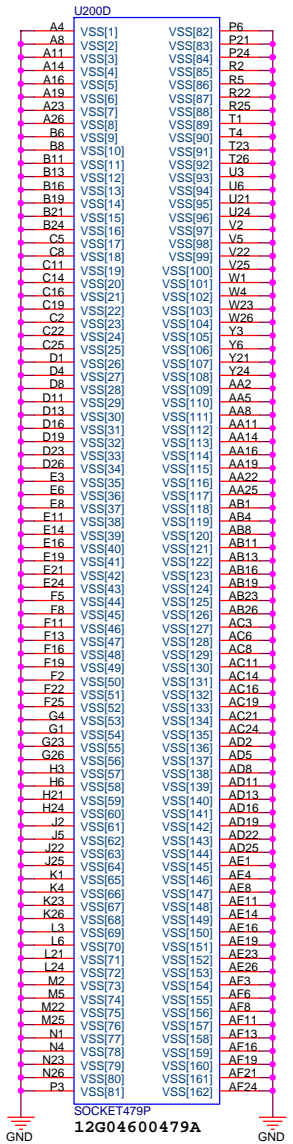 U200D
A4 VSS[1] VSS[82] P6
A8 VSS[2] VSS[83] P21
A11 VSS[3] VSS[84] P24
A14 VSS[4] VSS[85] R2
A16 VSS[5] VSS[86] R5
A19 VSS[6] VSS[87] R22
A23 VSS[7] VSS[88] R25
A26 VSS[8] VSS[89] T1
B6 VSS[9] VSS[90] T4
B8 VSS[10] VSS[91] T23
B11 VSS[11] VSS[92] T26
B13 VSS[12] VSS[93] U3
B16 VSS[13] VSS[94] U6
B19 VSS[14] VSS[95] U21
B21 VSS[15] VSS[96] U24
B24 VSS[16] VSS[97] V2
C5 VSS[17] VSS[98] V5
C8 VSS[18] VSS[99] V22
C11 VSS[19] VSS[100] V25
C14 VSS[20] VSS[101] W1
C16 VSS[21] VSS[102] W4
C19 VSS[22] VSS[103] W23
C2 VSS[23] VSS[104] W26
C22 VSS[24] VSS[105] Y3
C25 VSS[25] VSS[106] Y6
D1 VSS[26] VSS[107] Y21
D4 VSS[27] VSS[108] Y24
D8 VSS[28] VSS[109] AA2
D11 VSS[29] VSS[110] AA5
D13 VSS[30] VSS[111] AA8
D16 VSS[31] VSS[112] AA11
D19 VSS[32] VSS[113] AA14
D23 VSS[33] VSS[114] AA16
D26 VSS[34] VSS[115] AA19
E3 VSS[35] VSS[116] AA22
E6 VSS[36] VSS[117] AA25
E8 VSS[37] VSS[118] AB1
E11 VSS[38] VSS[119] AB4
E14 VSS[39] VSS[120] AB8
E16 VSS[40] VSS[121] AB11
E19 VSS[41] VSS[122] AB13
E21 VSS[42] VSS[123] AB16
E24 VSS[43] VSS[124] AB19
F5 VSS[44] VSS[125] AB23
F8 VSS[45] VSS[126] AB26
F11 VSS[46] VSS[127] AC3
F13 VSS[47] VSS[128] AC6
F16 VSS[48] VSS[129] AC8
F19 VSS[49] VSS[130] AC11
F2 VSS[50] VSS[131] AC14
F22 VSS[51] VSS[132] AC16
F25 VSS[52] VSS[133] AC19
G4 VSS[53] VSS[134] AC21
G1 VSS[54] VSS[135] AC24
G23 VSS[55] VSS[136] AD2
G26 VSS[56] VSS[137] AD5
H3 VSS[57] VSS[138] AD8
H6 VSS[58] VSS[139] AD11
H21 VSS[59] VSS[140] AD13
H24 VSS[60] VSS[141] AD16
J2 VSS[61] VSS[142] AD19
J5 VSS[62] VSS[143] AD22
J22 VSS[63] VSS[144] AD25
J25 VSS[64] VSS[145] AE1
K1 VSS[65] VSS[146] AE4
K4 VSS[66] VSS[147] AE8
K23 VSS[67] VSS[148] AE11
K26 VSS[68] VSS[149] AE14
L3 VSS[69] VSS[150] AE16
L6 VSS[70] VSS[151] AE19
L21 VSS[71] VSS[152] AE23
L24 VSS[72] VSS[153] AE26
M2 VSS[73] VSS[154] AF3
M5 VSS[74] VSS[155] AF6
M22 VSS[75] VSS[156] AF8
M25 VSS[76] VSS[157] AF11
N1 VSS[77] VSS[158] AF13
N4 VSS[78] VSS[159] AF16
N23 VSS[79] VSS[160] AF19
N26 VSS[80] VSS[161] AF21
P3 VSS[81] VSS[162] AF24
SOCKET479P
12G04600479A
GND GND